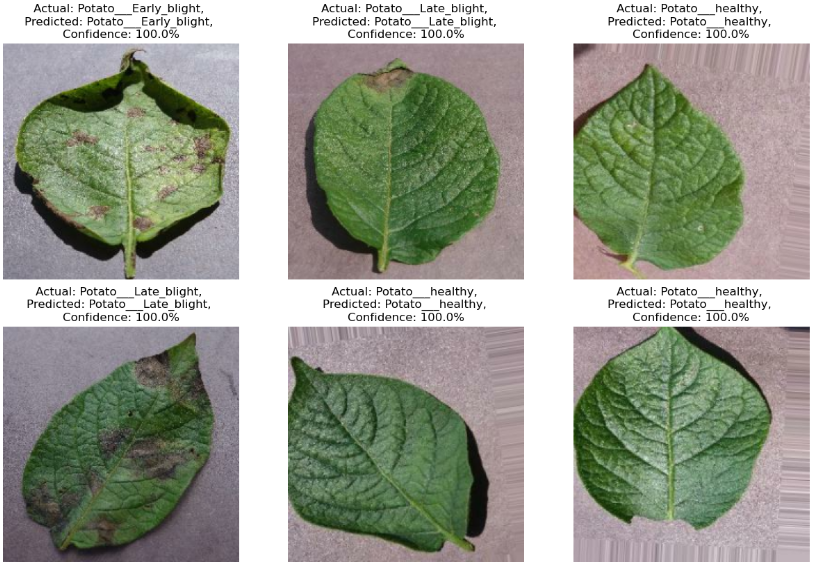 Actual: Potato___Early_blight,
Predicted: Potato___Early_blight,
Confidence: 100.0%
Actual: Potato___Late_blight,
Predicted: Potato___Late_blight,
Confidence: 100.0%
Actual: Potato___healthy,
Predicted: Potato___healthy,
Confidence: 100.0%
Actual: Potato___Late_blight,
Predicted: Potato___Late_blight,
Confidence: 100.0%
Actual: Potato___healthy,
Predicted: Potato___healthy,
Confidence: 100.0%
Actual: Potato___healthy,
Predicted: Potato___healthy,
Confidence: 100.0%